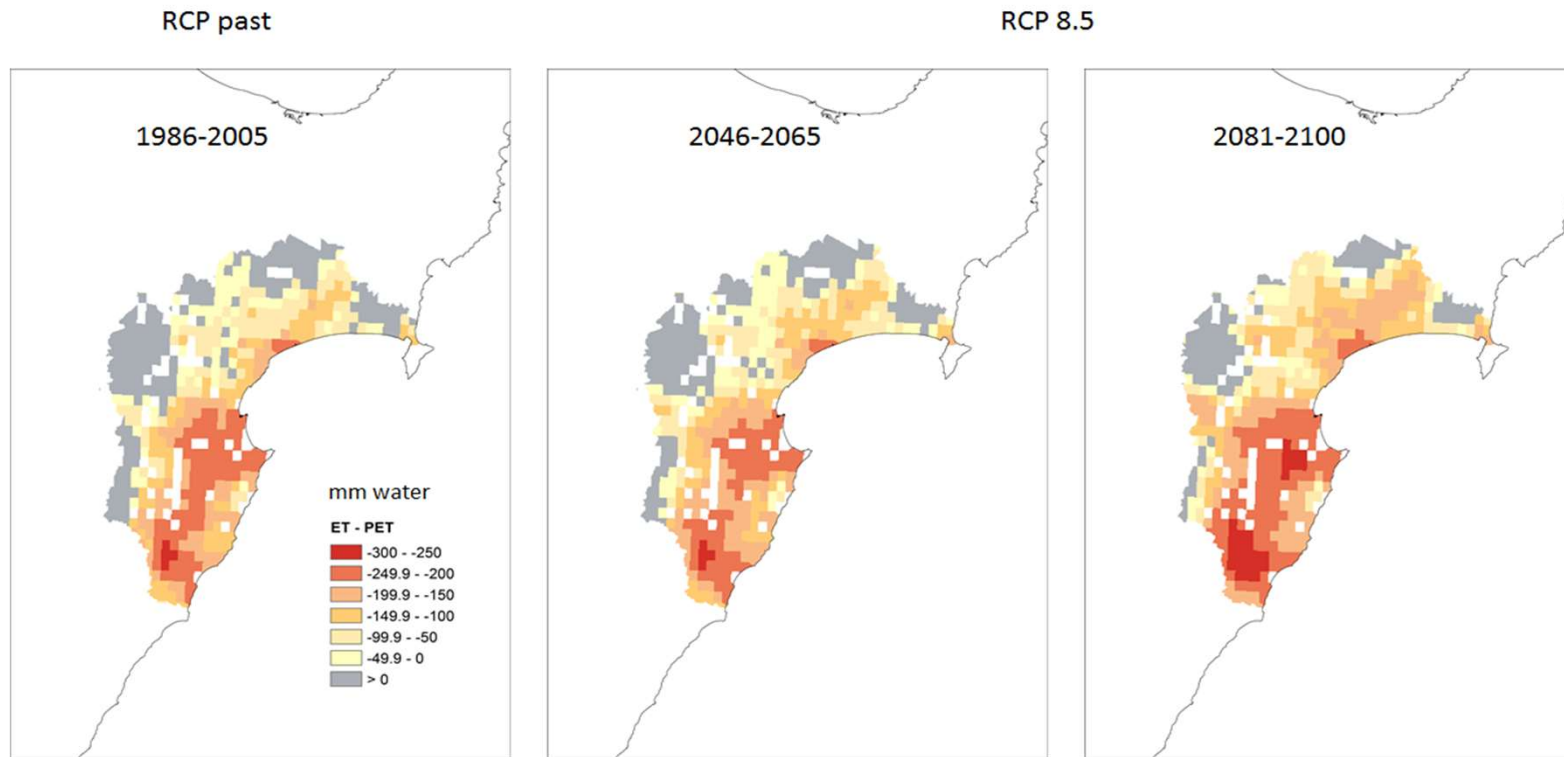 RCP past
RCP 8.5
1986-2005
2046-2065
2081-2100
mm water
ET - PET
-300 - -250
-249.9 - -200
-199.9 - -150
-149.9 - -100
-99.9 - -50
-49.9 - 0
> 0